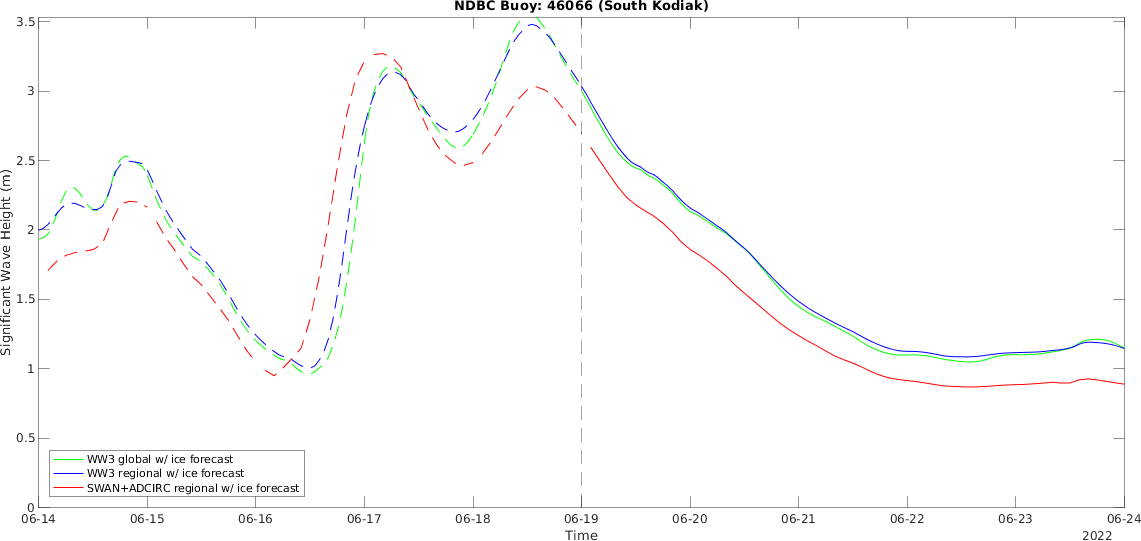 NDBC Buoy: 46066 (South Kodiak)
3.5
3
2.5
2
1.5
1
0.5
0
Significant Wave Height (m)
WW3 global w/ ice forecast
WW3 regional w/ ice forecast
SWAN+ADCIRC regional w/ ice forecast
06-14 06-15 06-16 06-17 06-18 06-19 06-20 06-21 06-22 06-23 06-24
Time
2022